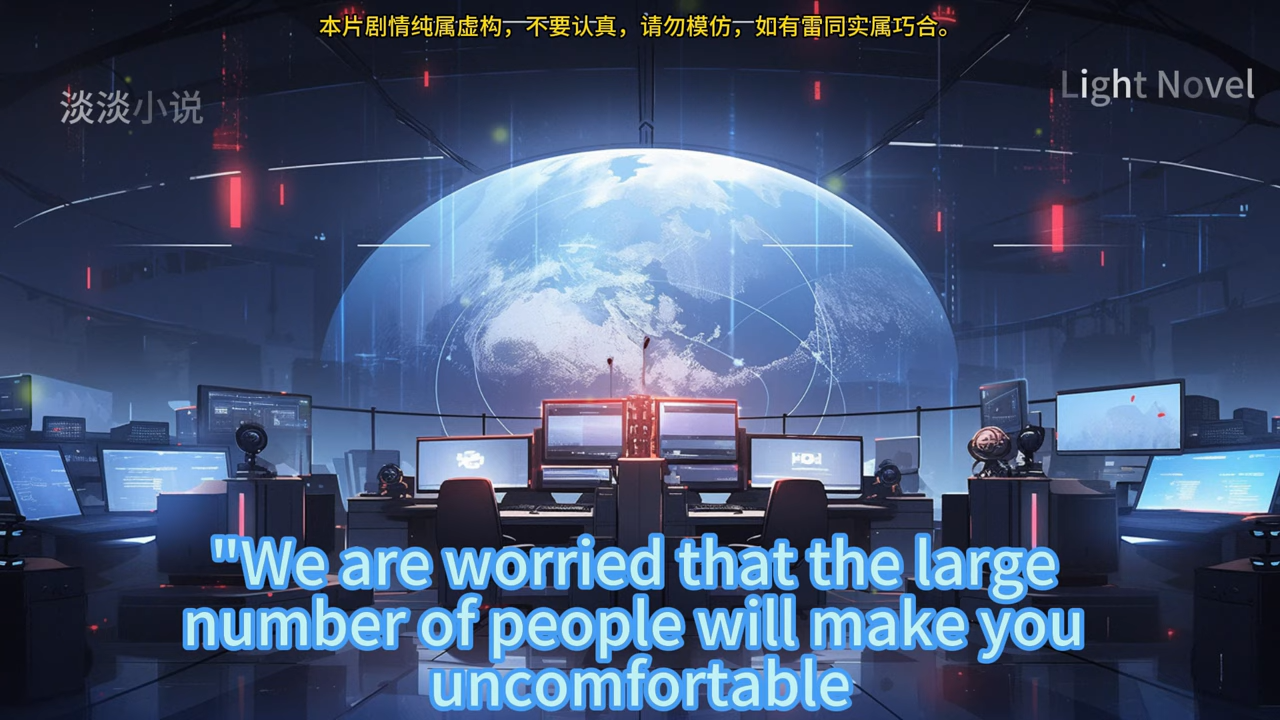 本片剧情纯属虚构，不要认真，请勿模仿，如有雷同实属巧合。
淡淡小说
Light Novel
"We are worried that the large
number of people will make you
uncomfortable